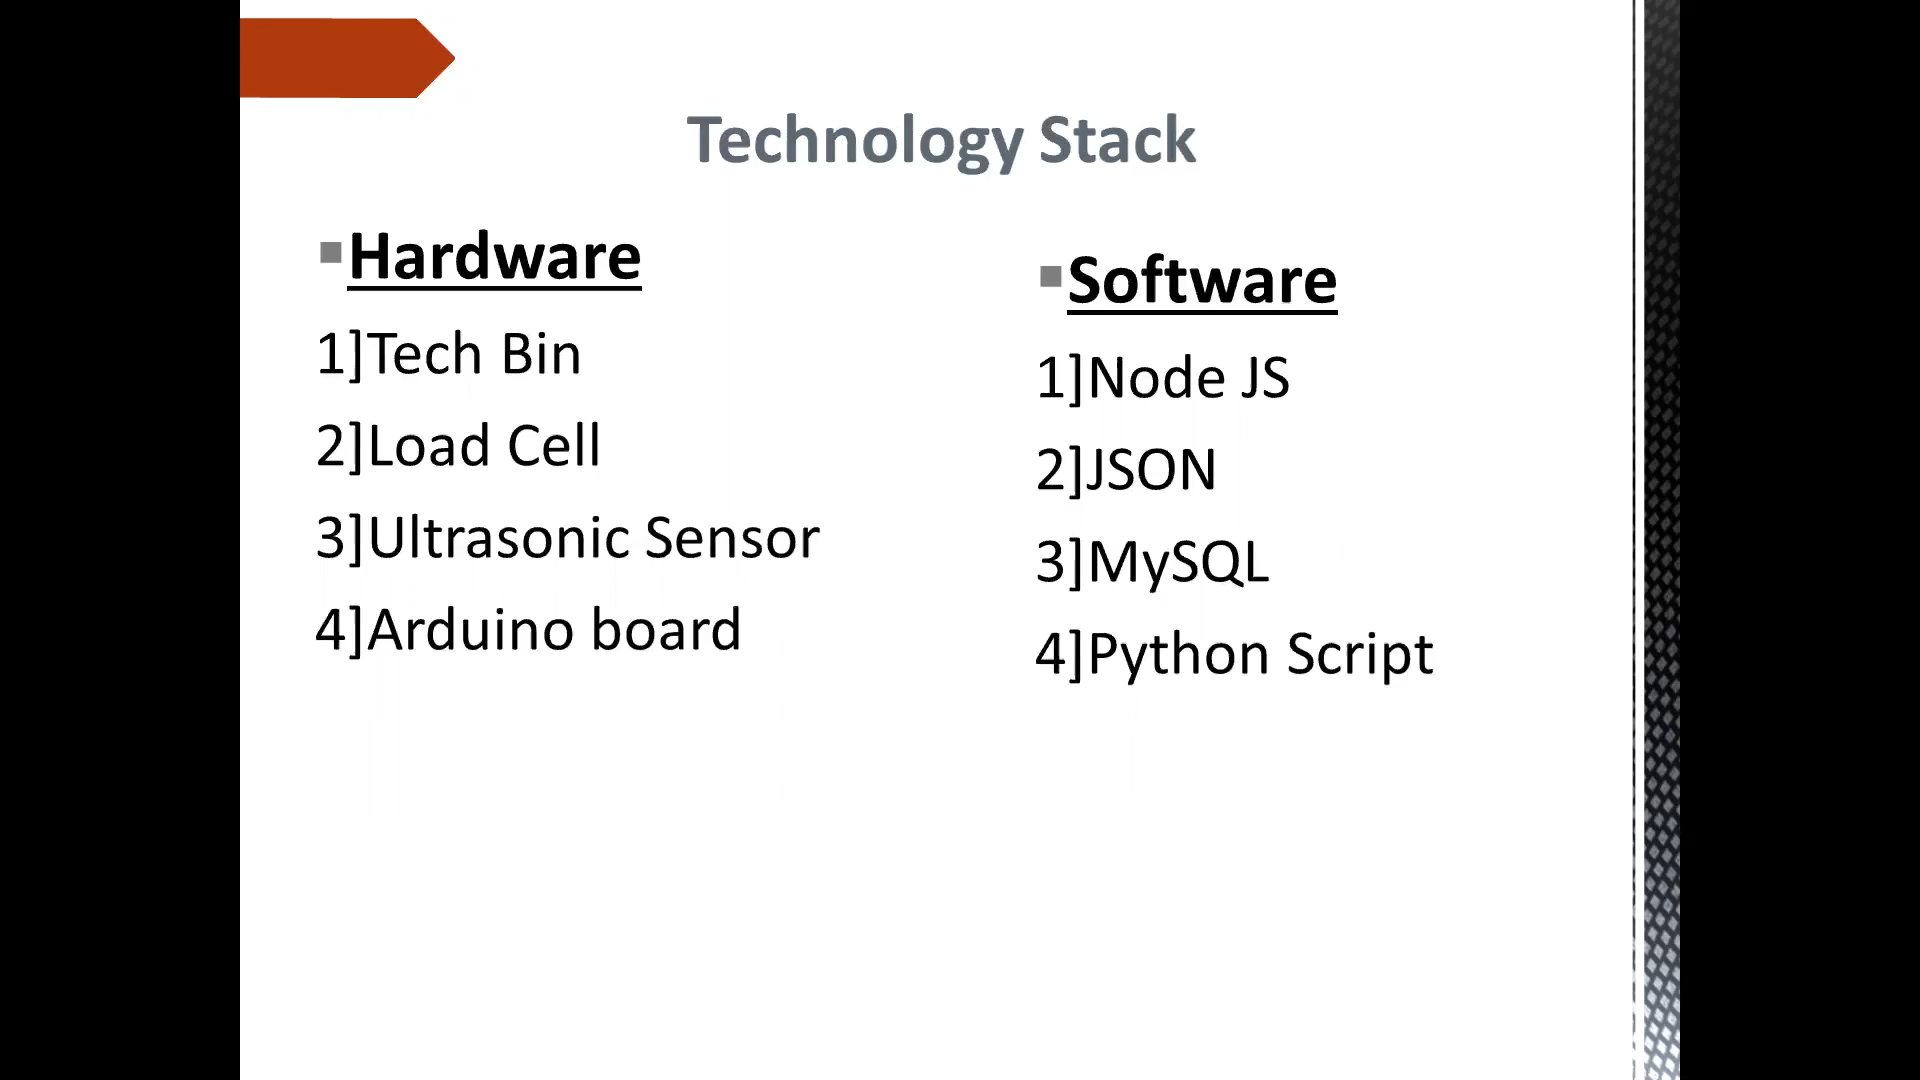 Technology Stack
Hardware
1]Tech Bin
2]Load Cell
3]Ultrasonic Sensor
4]Arduino board
Software
1]Node JS
2]JSON
3]MySQL
4]Python Script